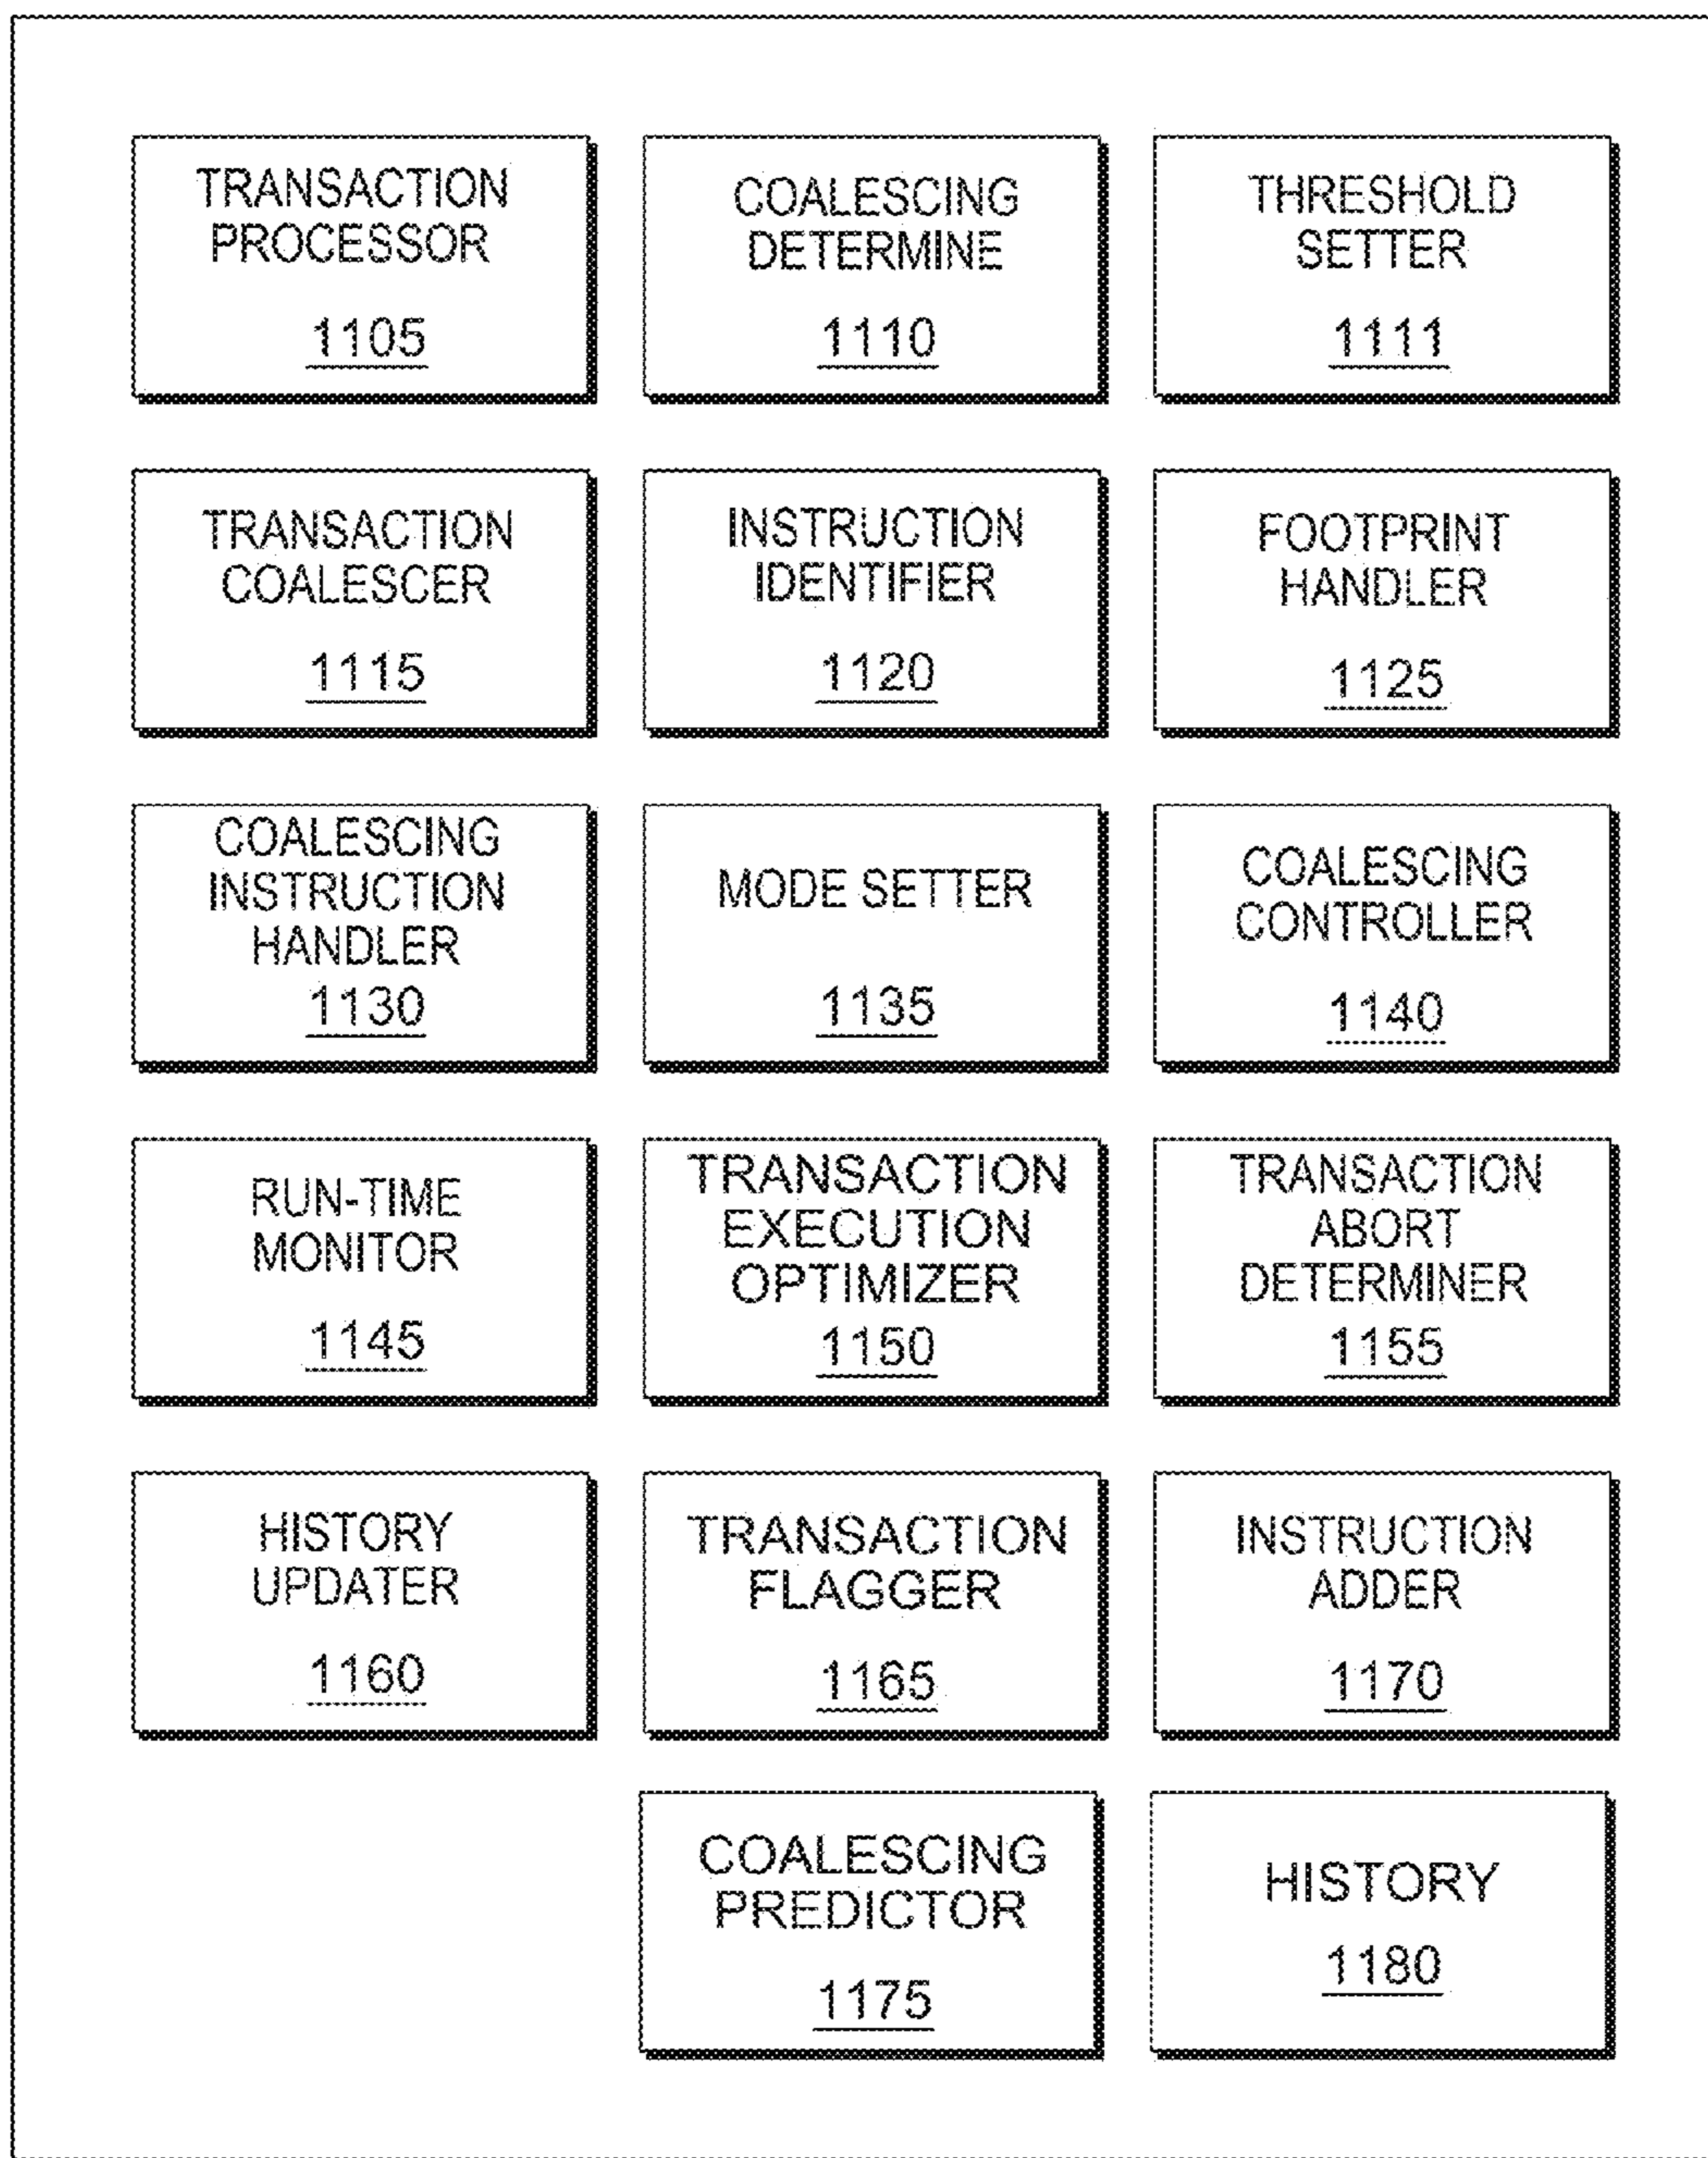 TRANSACTION
PROCESSOR
1105
COALESCING
DETERMINE
1110
THRESHOLD
SETTER
1111
TRANSACTION
COALESCER
1115
INSTRUCTION
IDENTIFIER
1120
FOOTPRINT
HANDLER
1125
COALESCING
INSTRUCTION
HANDLER
1130
MODE SETTER
1135
COALESCING
CONTROLLER
1140
RUN-TIME
MONITOR
1145
TRANSACTION
EXECUTION
OPTIMIZER
1150
TRANSACTION
ABORT
DETERMINER
1155
HISTORY
UPDATER
1160
TRANSACTION
FLAGGER
1165
INSTRUCTION
ADDER
1170
COALESCING
PREDICTOR
1175
HISTORY
1180